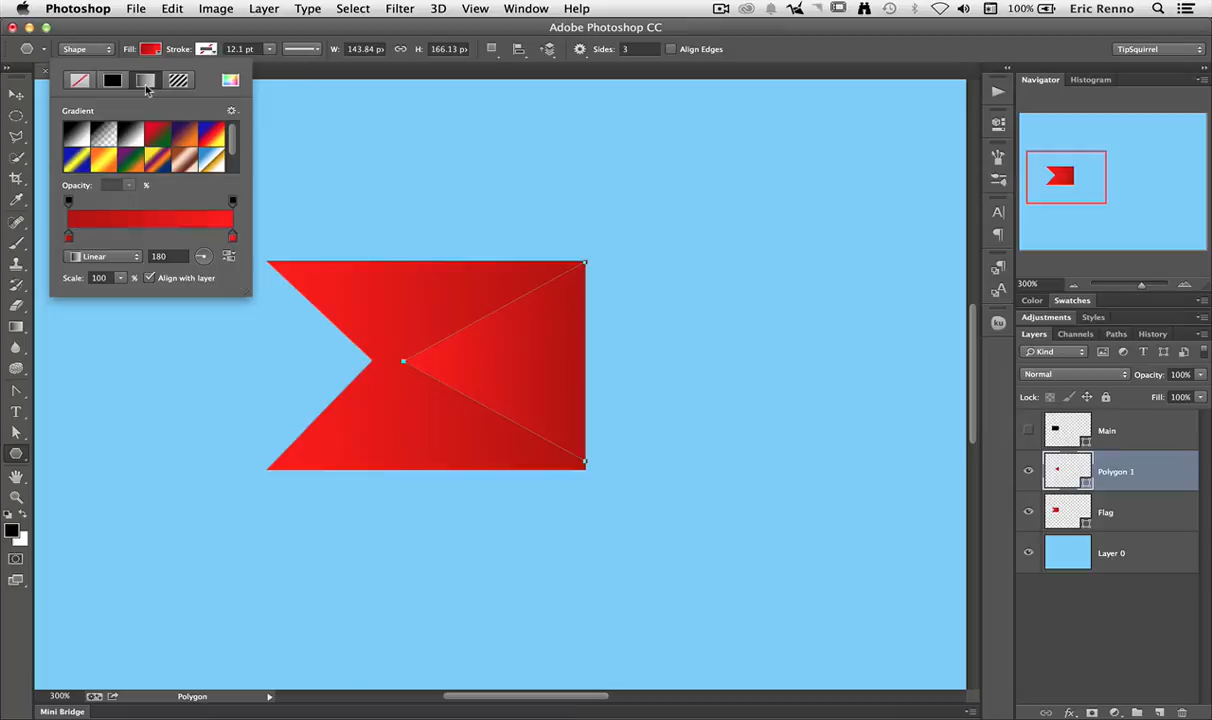 Photoshop File Edit Image Layer Type Select Filter 3D View Window Help 100% Eric Renno
Adobe Photoshop CC
Shape Fill: Stroke: 12.1 pt W: 143.84 px H: 166.13 px Sides: 3 Align Edges TipSquirrel
Gradient
Opacity: %
Linear 180
Scale: 100 % Align with layer
Navigator Histogram
300%
Color Swatches
Adjustments Styles
Layers Channels Paths History
Kind
Normal Opacity: 100%
Lock: Fill: 100%
Main
Polygon 1
Flag
Layer 0
ku
300% Polygon
Mini Bridge